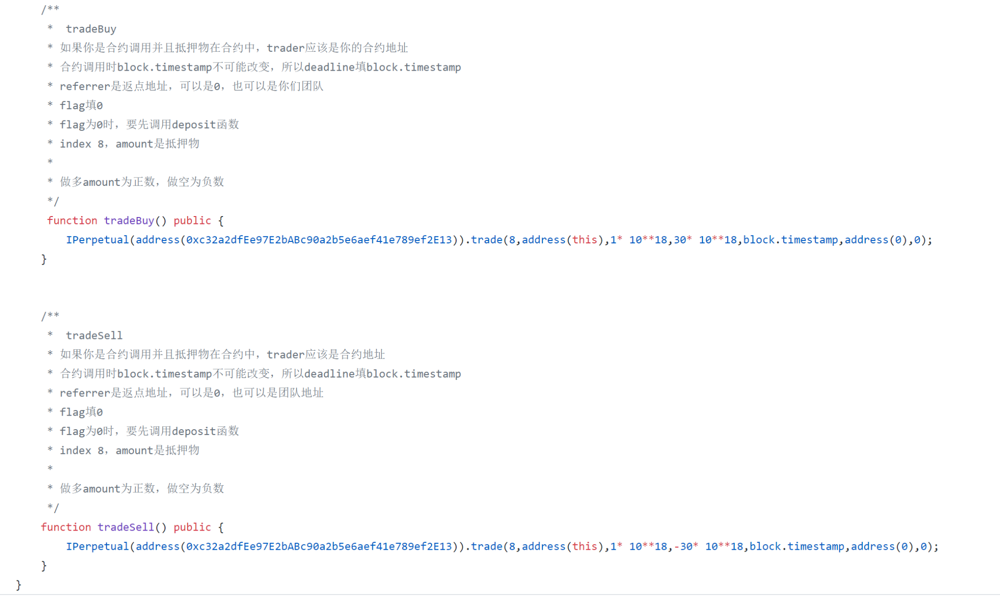 /**
*  tradeBuy
* 如果你是合约调用并且抵押物在合约中，trader应该是你的合约地址
* 合约调用时block.timestamp不可能改变，所以deadline填block.timestamp
* referrer是返点地址，可以是0，也可以是你们团队
* flag填0
* flag为0时，要先调用deposit函数
* index 8，amount是抵押物
*
* 做多amount为正数，做空为负数
*/
function tradeBuy() public {
IPerpetual(address(0xc32a2dfEe97E2bABc90a2b5e6aef41e789ef2E13)).trade(8,address(this),1* 10**18,30* 10**18,block.timestamp,address(0),0);
}
/**
*  tradeSell
* 如果你是合约调用并且抵押物在合约中，trader应该是合约地址
* 合约调用时block.timestamp不可能改变，所以deadline填block.timestamp
* referrer是返点地址，可以是0，也可以是团队地址
* flag填0
* flag为0时，要先调用deposit函数
* index 8，amount是抵押物
*
* 做多amount为正数，做空为负数
*/
function tradeSell() public {
IPerpetual(address(0xc32a2dfEe97E2bABc90a2b5e6aef41e789ef2E13)).trade(8,address(this),1* 10**18,-30* 10**18,block.timestamp,address(0),0);
}
}